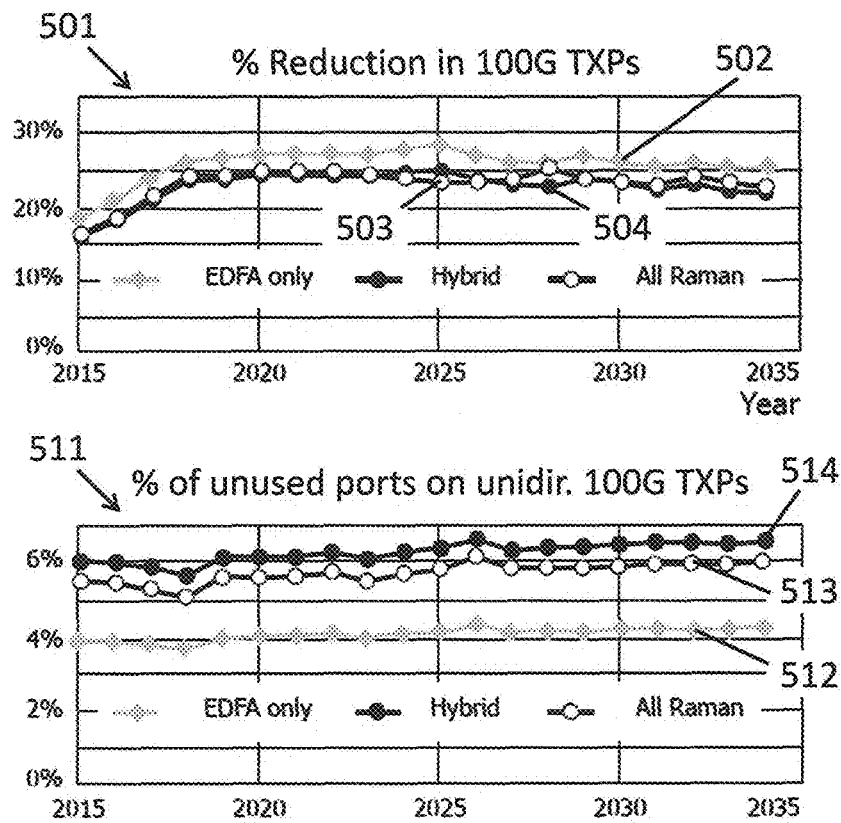 501
% Reduction in 100G TXPs
502
30%
20%
503
504
10%
EDFA only Hybrid All Raman
0%
2015 2020 2025 2030 2035
Year
511
% of unused ports on unidir. 100G TXPs
514
6%
513
4%
512
2%
EDFA only Hybrid All Raman
0%
2015 2020 2025 2030 2035